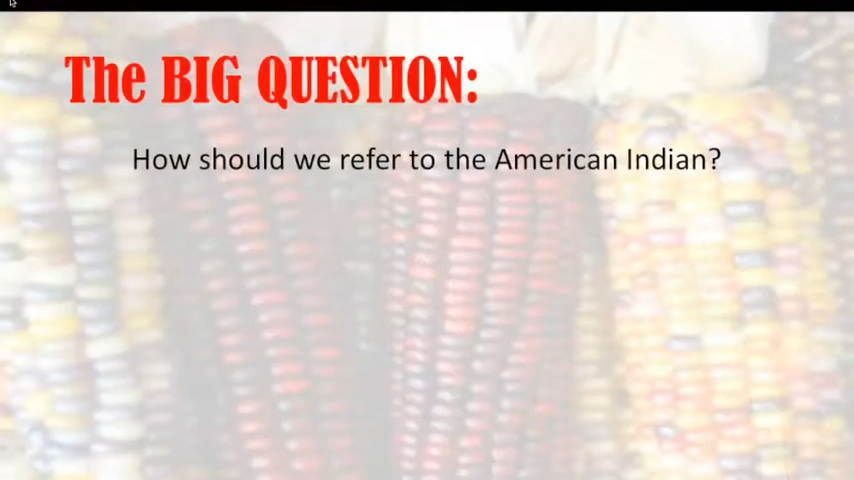 The BIG QUESTION:
How should we refer to the American Indian?